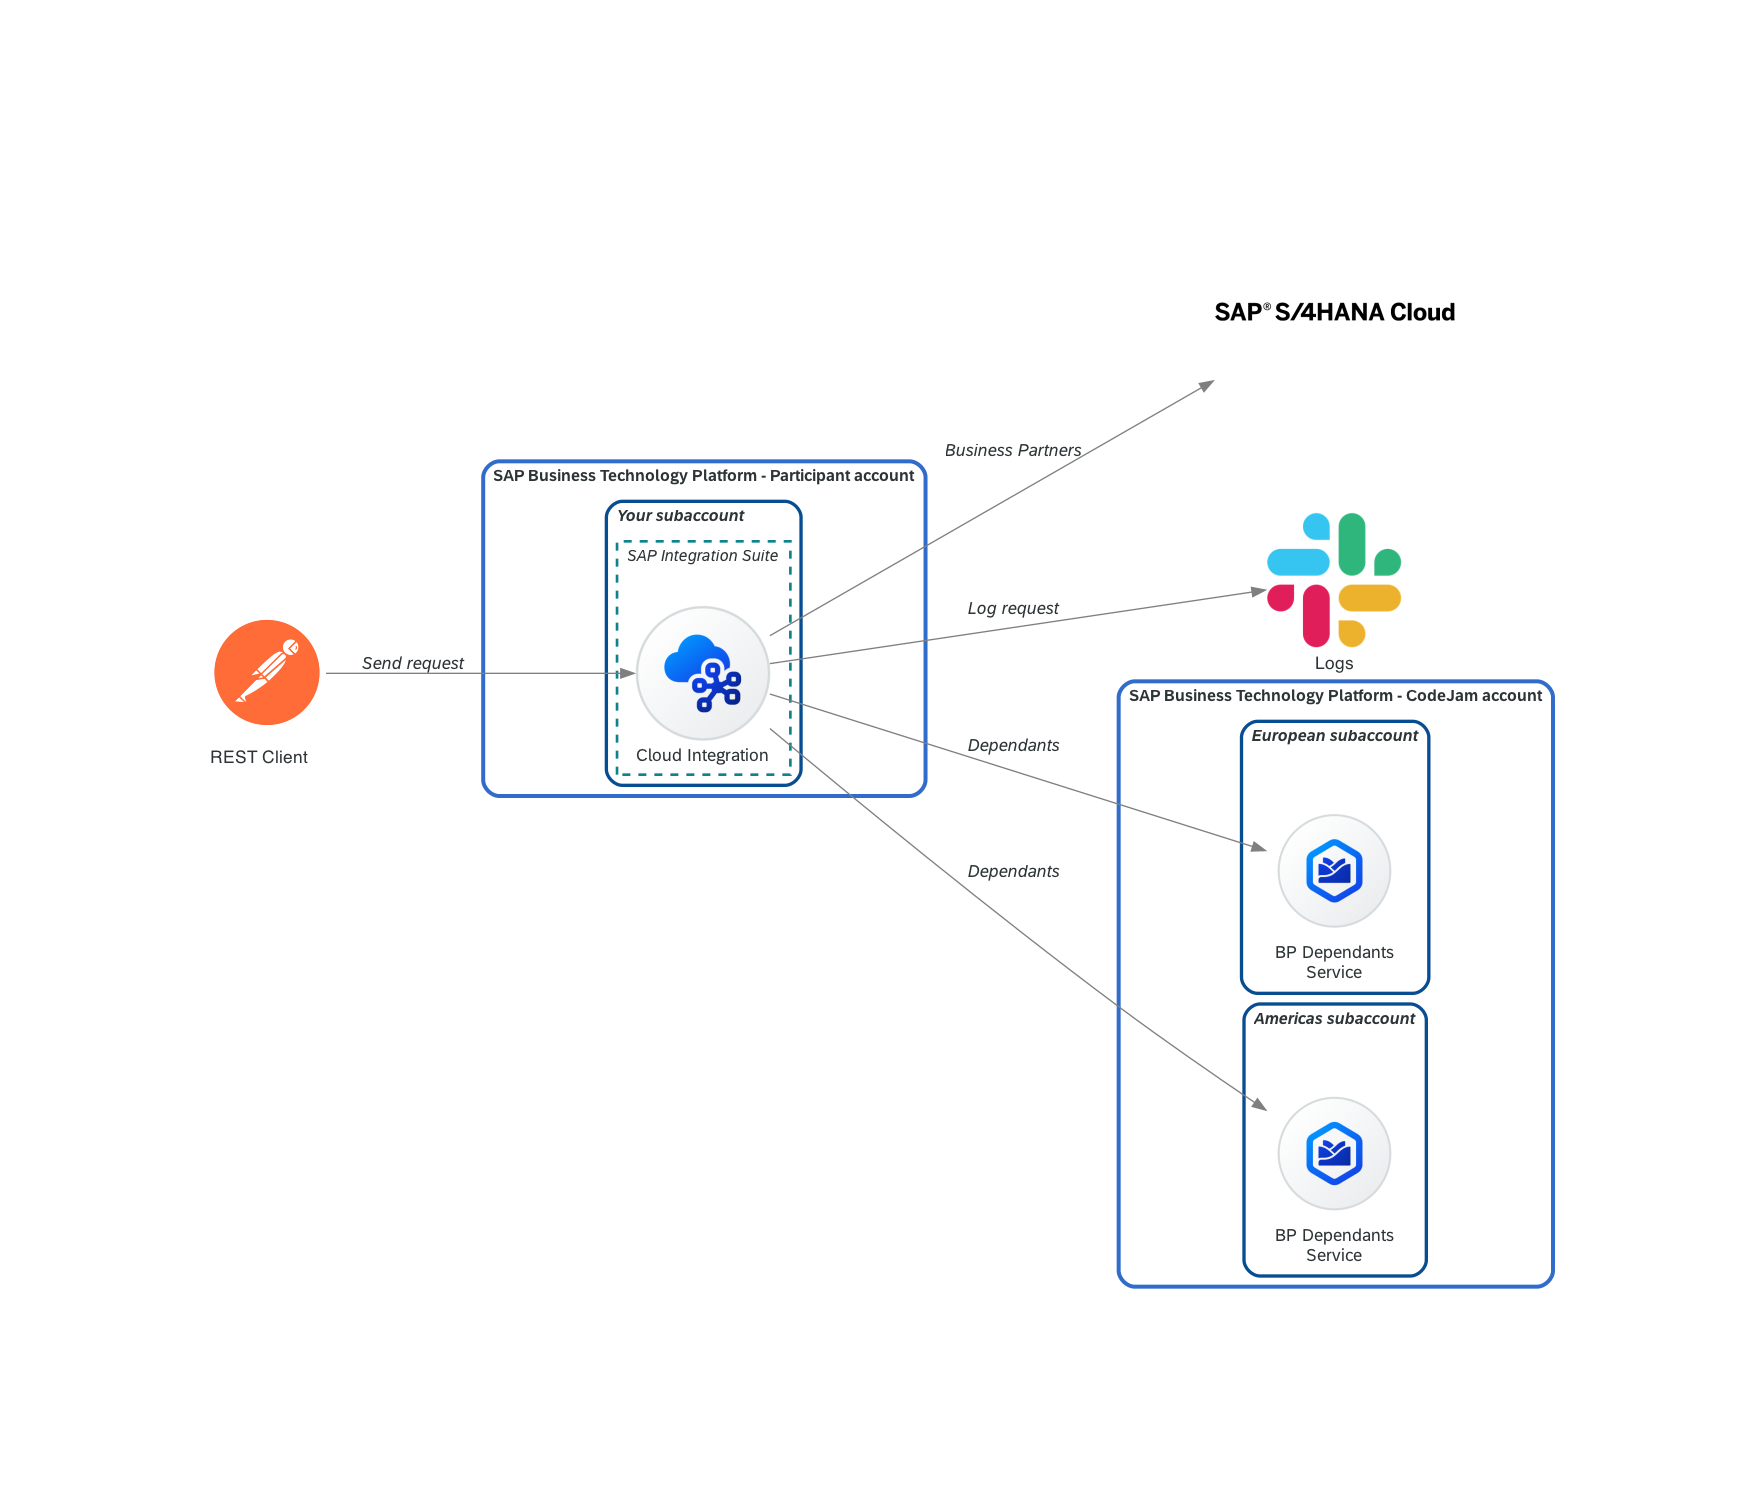 SAP® S/4HANA Cloud
Business Partners
SAP Business Technology Platform - Participant account
Your subaccount
SAP Integration Suite
Cloud Integration
Send request
REST Client
Log request
Logs
Dependants
Dependants
SAP Business Technology Platform - CodeJam account
European subaccount
BP Dependants
Service
Americas subaccount
BP Dependants
Service